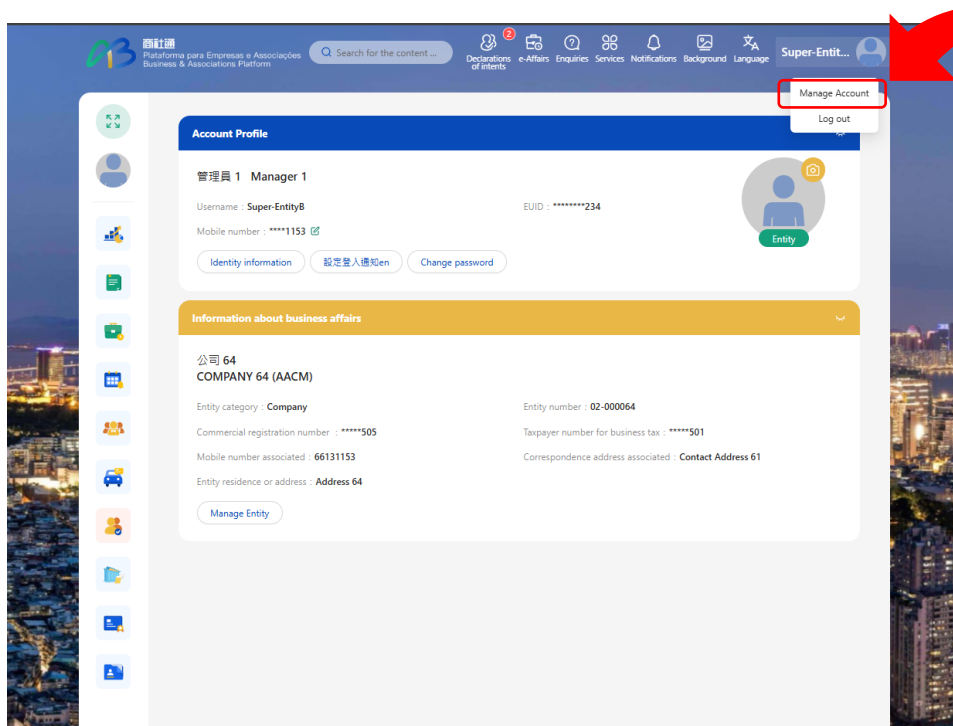 商社通
Plataforma para Empresas e Associações
Business & Associations Platform
Search for the content ...
2
Declarations of intents
e-Affairs
Enquiries
Services
Notifications
Background
Language
Super-Entit...
Manage Account
Log out
Account Profile
管理員 1 Manager 1
Username : Super-EntityB
EUID : ********234
Mobile number : ****1153
Entity
Identity information
設定登入通知en
Change password
Information about business affairs
公司 64
COMPANY 64 (AACM)
Entity category : Company
Entity number : 02-000064
Commercial registration number : *****505
Taxpayer number for business tax : *****501
Mobile number associated : 66131153
Correspondence address associated : Contact Address 61
Entity residence or address : Address 64
Manage Entity